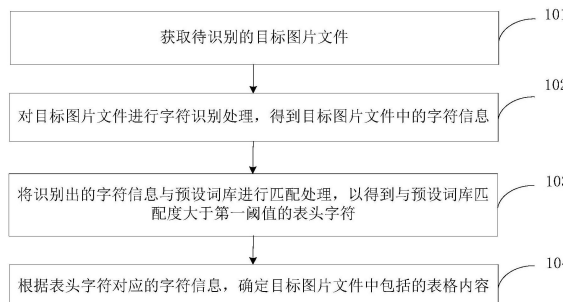 获取待识别的目标图片文件
101
对目标图片文件进行字符识别处理，得到目标图片文件中的字符信息
102
将识别出的字符信息与预设词库进行匹配处理，以得到与预设词库匹
配度大于第一阈值的表头字符
103
根据表头字符对应的字符信息，确定目标图片文件中包括的表格内容
104